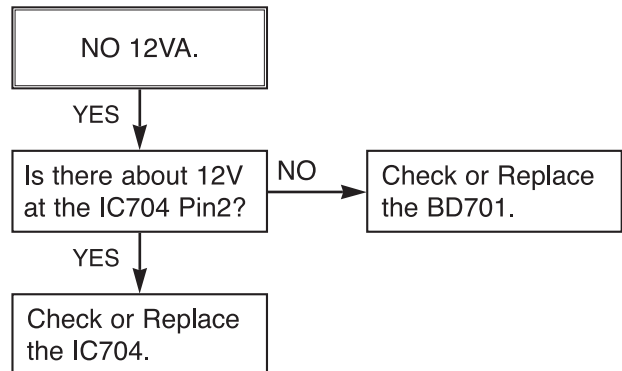 NO 12VA.
YES
Is there about 12V
at the IC704 Pin2?
NO
Check or Replace
the BD701.
YES
Check or Replace
the IC704.